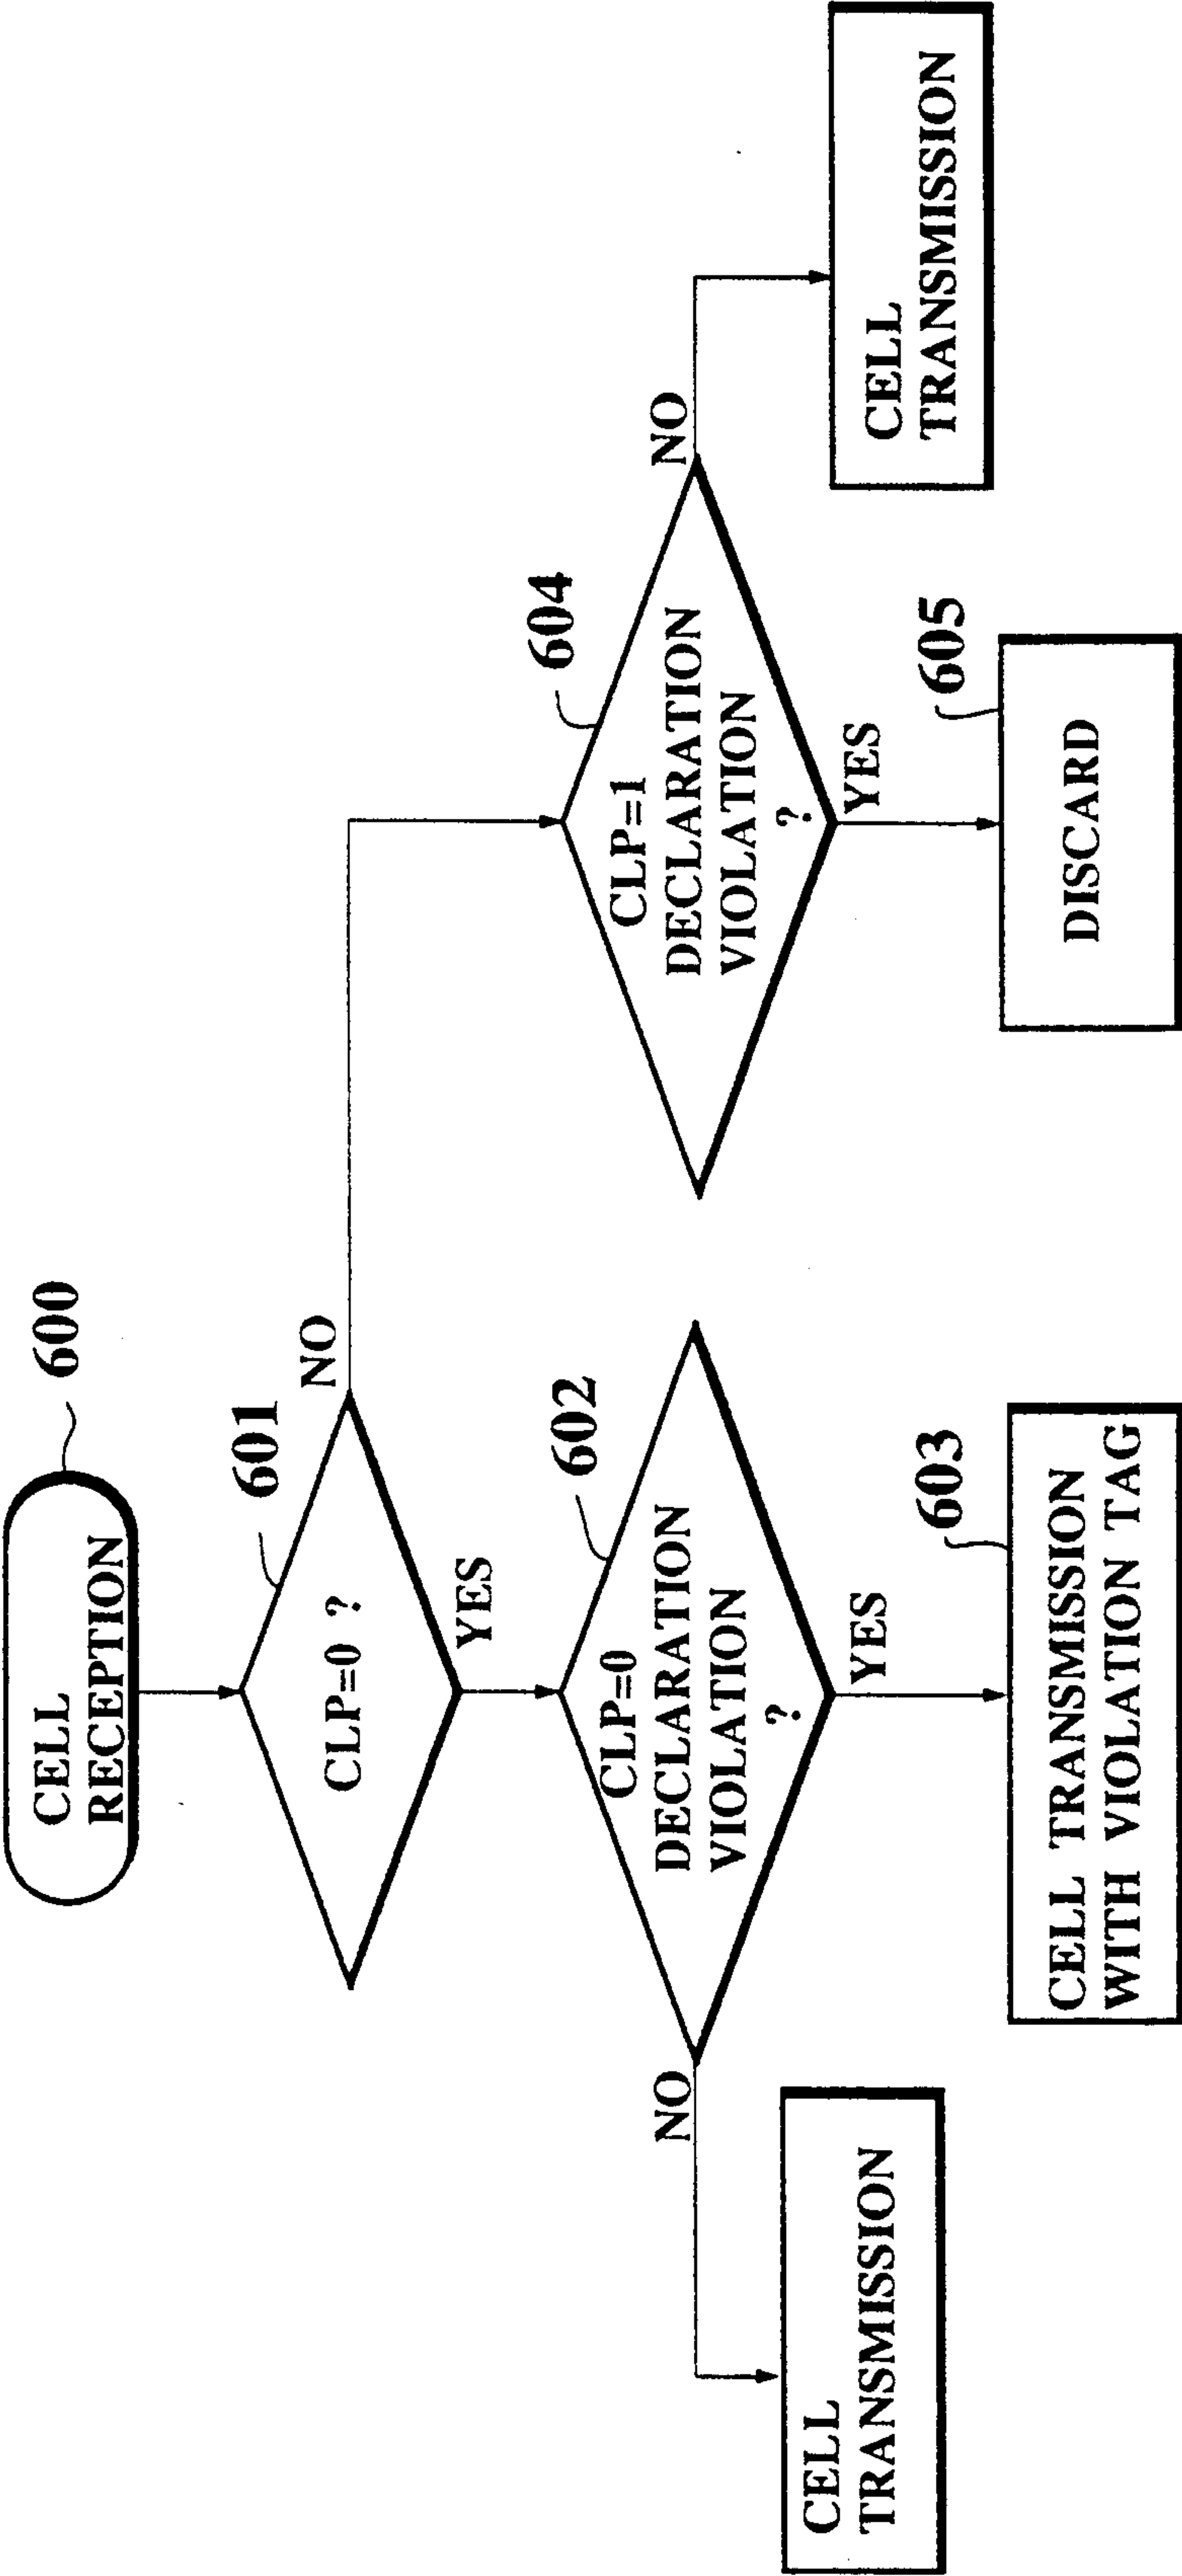 CELL
RECEPTION
600
601
CLP=0 ?
NO
YES
602
CLP=0
DECLARATION
VIOLATION
?
NO
YES
CELL
TRANSMISSION
603
CELL TRANSMISSION
WITH VIOLATION TAG
604
CLP=1
DECLARATION
VIOLATION
?
NO
YES
605
DISCARD
CELL
TRANSMISSION